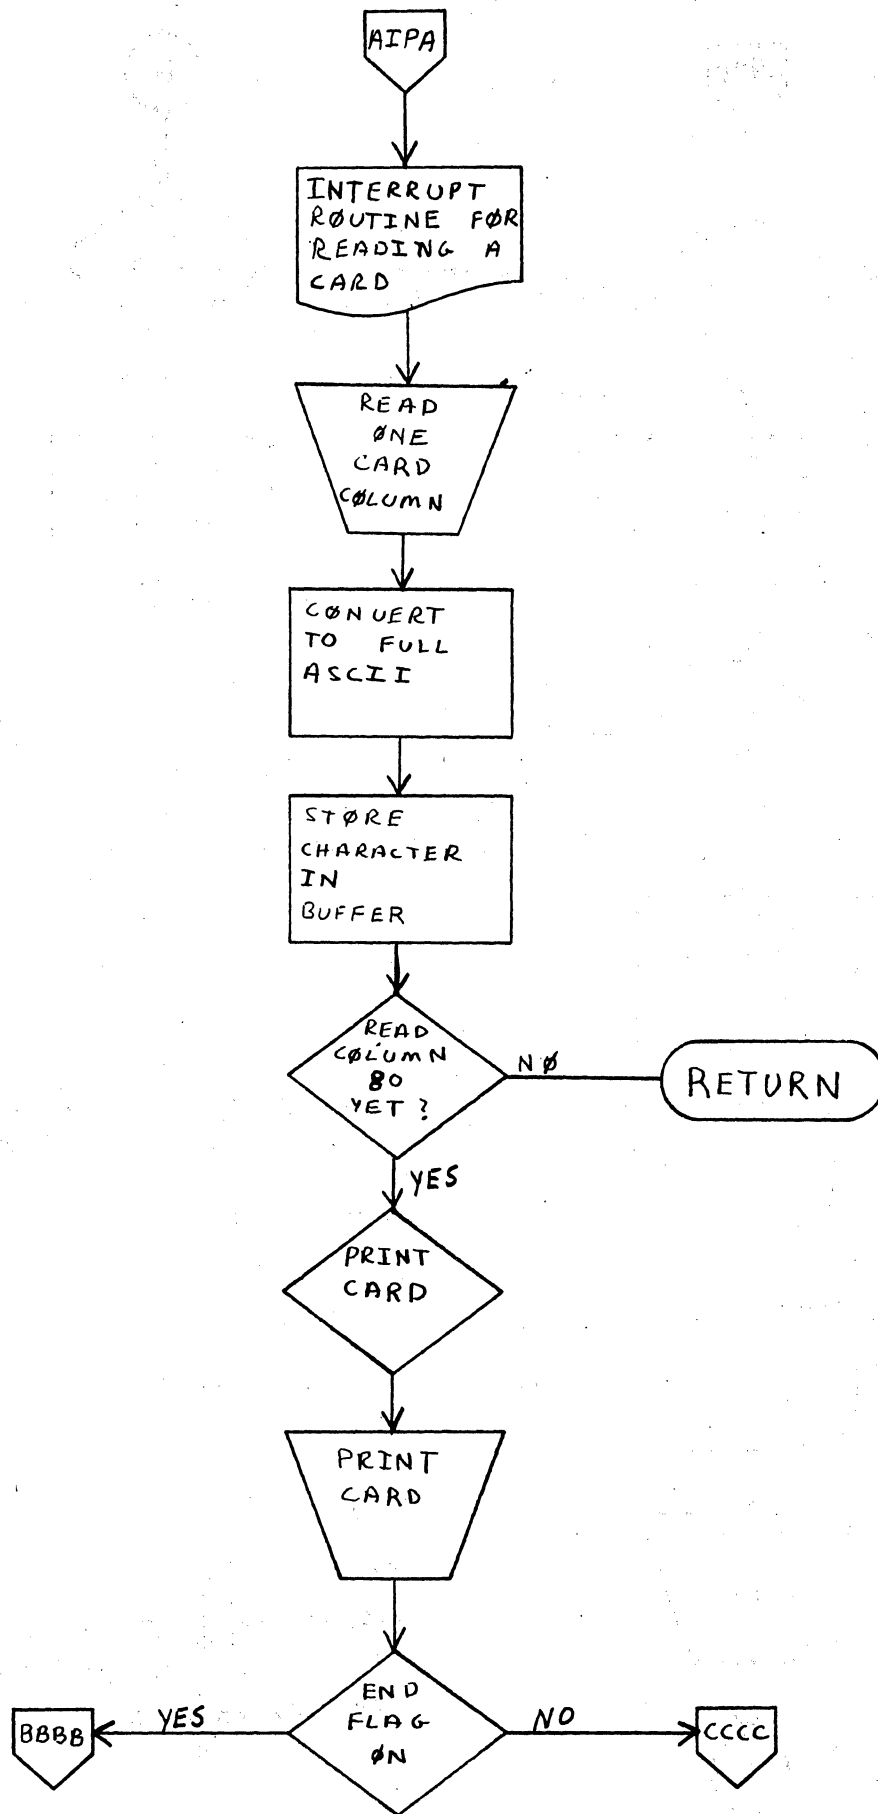 AIPA
INTERRUPT
RØUTINE FØR
READING A
CARD
READ
ØNE
CARD
CØLUMN
CØNVERT
TO FULL
ASCII
STØRE
CHARACTER
IN
BUFFER
READ
CØLUMN
80
YET ?
NØ
RETURN
YES
PRINT
CARD
PRINT
CARD
END
FLAG
ØN
YES
NO
BBBB
CCCC